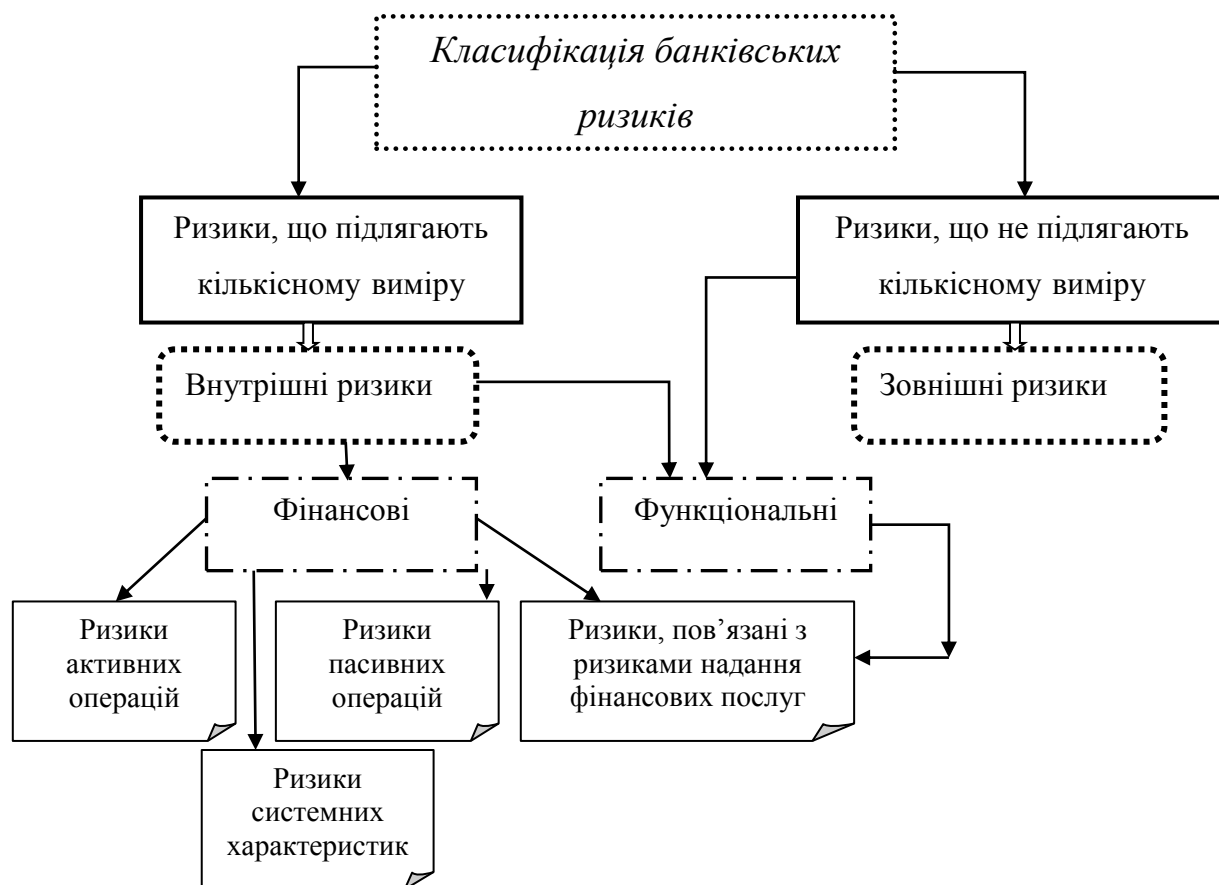 Класифікація банківських
ризиків
Ризики, що підлягають
кількісному виміру
Ризики, що не підлягають
кількісному виміру
Внутрішні ризики
Зовнішні ризики
Фінансові
Функціональні
Ризики
активних
операцій
Ризики
пасивних
операцій
Ризики, пов’язані з
ризиками надання
фінансових послуг
Ризики
системних
характеристик